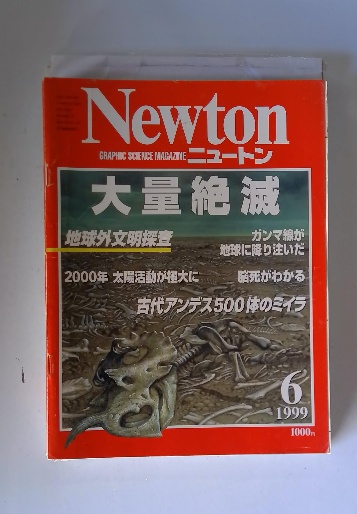 Newton
GRAPHIC SCIENCE MAGAZINE ニュートン
大量絶滅
地球外文明探査
ガンマ線が
地球に降り注いだ
2000年 太陽活動が極大に
脳死がわかる
古代アンデス500体のミイラ
6
1999
1000円